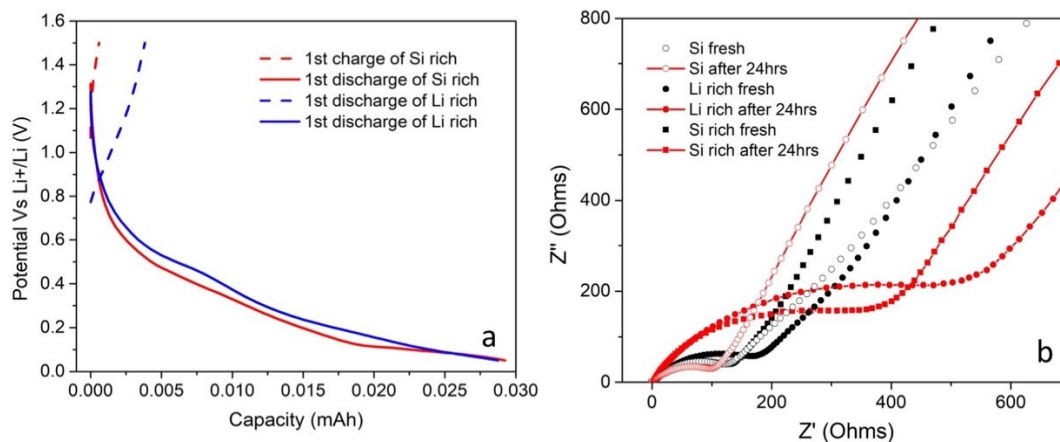 1st charge of Si rich
1st discharge of Si rich
1st discharge of Li rich
1st discharge of Li rich
Potential Vs Li+/Li (V)
1.6
1.4
1.2
1.0
0.8
0.6
0.4
0.2
0.0
0.000 0.005 0.010 0.015 0.020 0.025 0.030
Capacity (mAh)
a
Si fresh
Si after 24hrs
Li rich fresh
Li rich after 24hrs
Si rich fresh
Si rich after 24hrs
Z'' (Ohms)
800
600
400
200
0
0 200 400 600
Z' (Ohms)
b